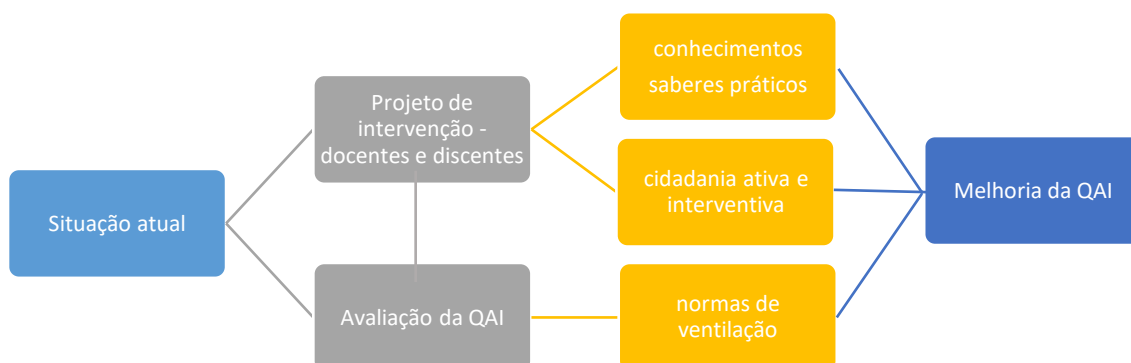 Situação atual
Projeto de
intervenção -
docentes e discentes
Avaliação da QAI
conhecimentos
saberes práticos
cidadania ativa e
interventiva
normas de
ventilação
Melhoria da QAI